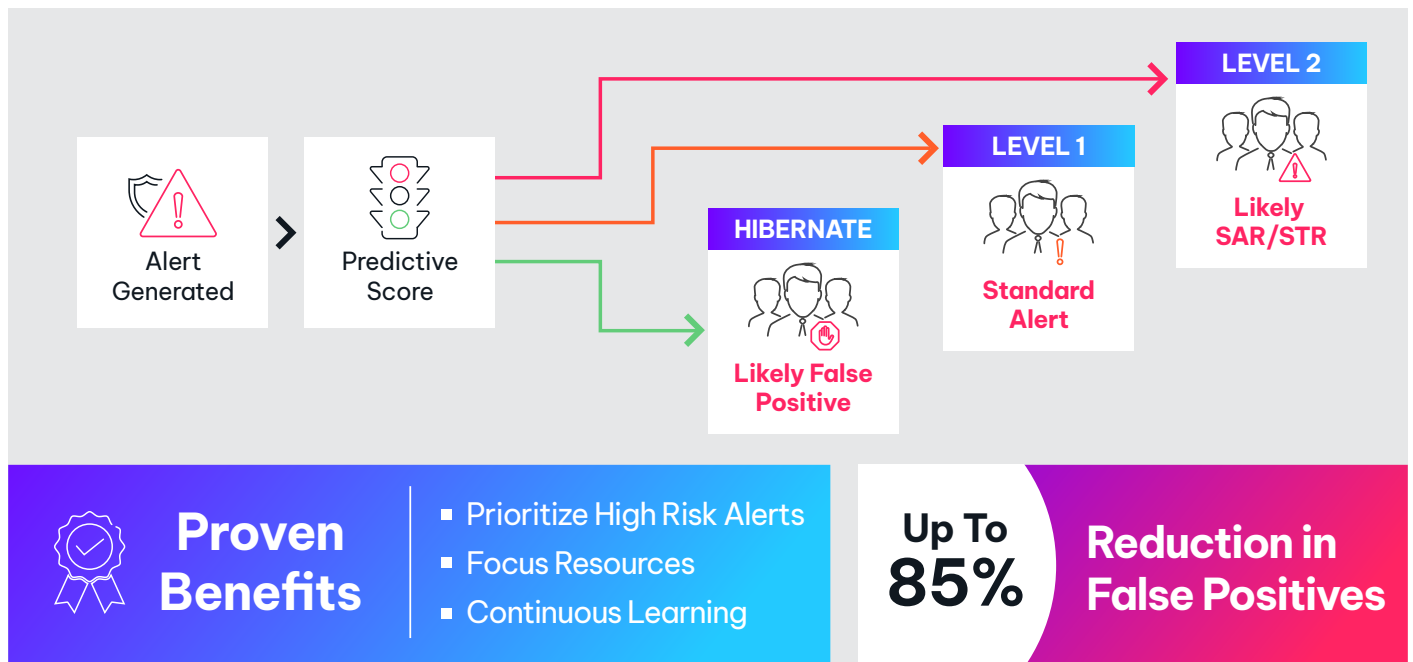 Alert
Generated
Predictive
Score
HIBERNATE
Likely False
Positive
LEVEL 1
Standard
Alert
LEVEL 2
Likely
SAR/STR
Proven
Benefits
Prioritize High Risk Alerts
Focus Resources
Continuous Learning
Up To
85%
Reduction in
False Positives